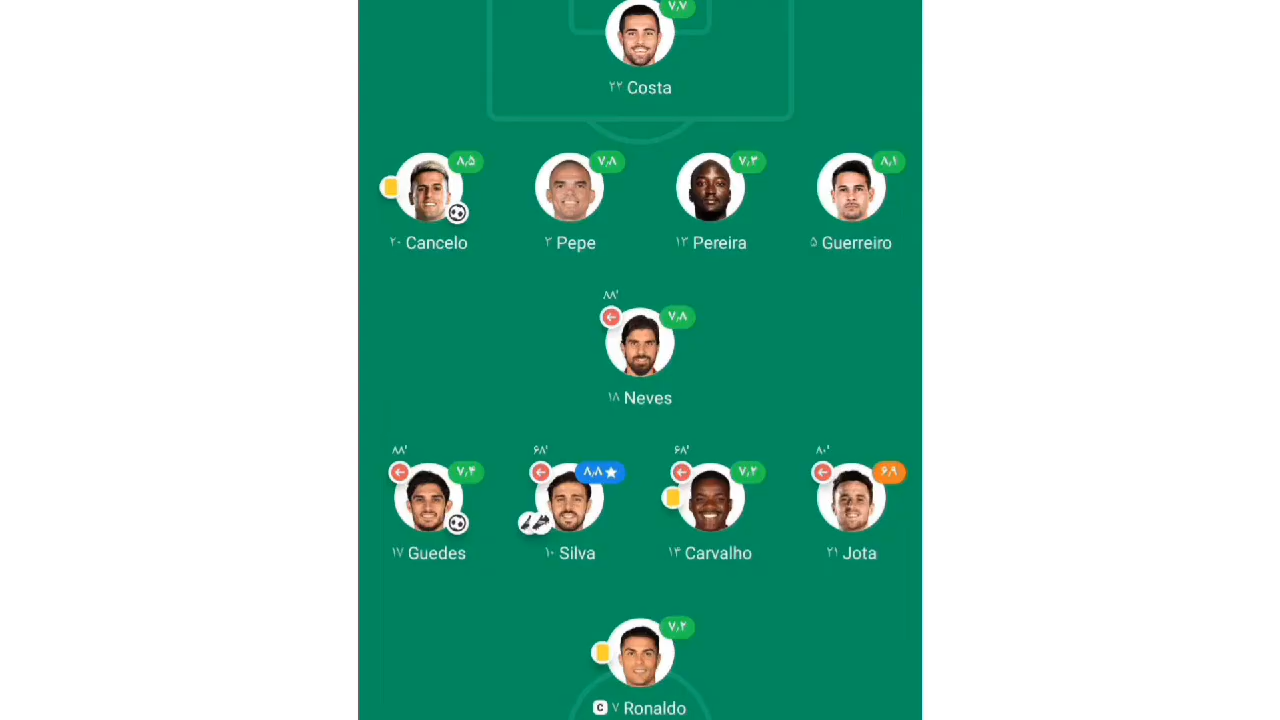 ۷٫۷
۲۲ Costa
۸٫۵ ۷٫۸ ۷٫۳ ۸٫۱
۲۰ Cancelo ۳ Pepe ۱۳ Pereira ۵ Guerreiro
۸۸'
۷٫۸
۱۸ Neves
۸۸' ۶۸' ۶۸' ۸۰'
۷٫۴ ۸٫۸ ۷٫۲ ۶٫۹
۱۷ Guedes ۱۰ Silva ۱۴ Carvalho ۲۱ Jota
۷٫۲
C ۷ Ronaldo